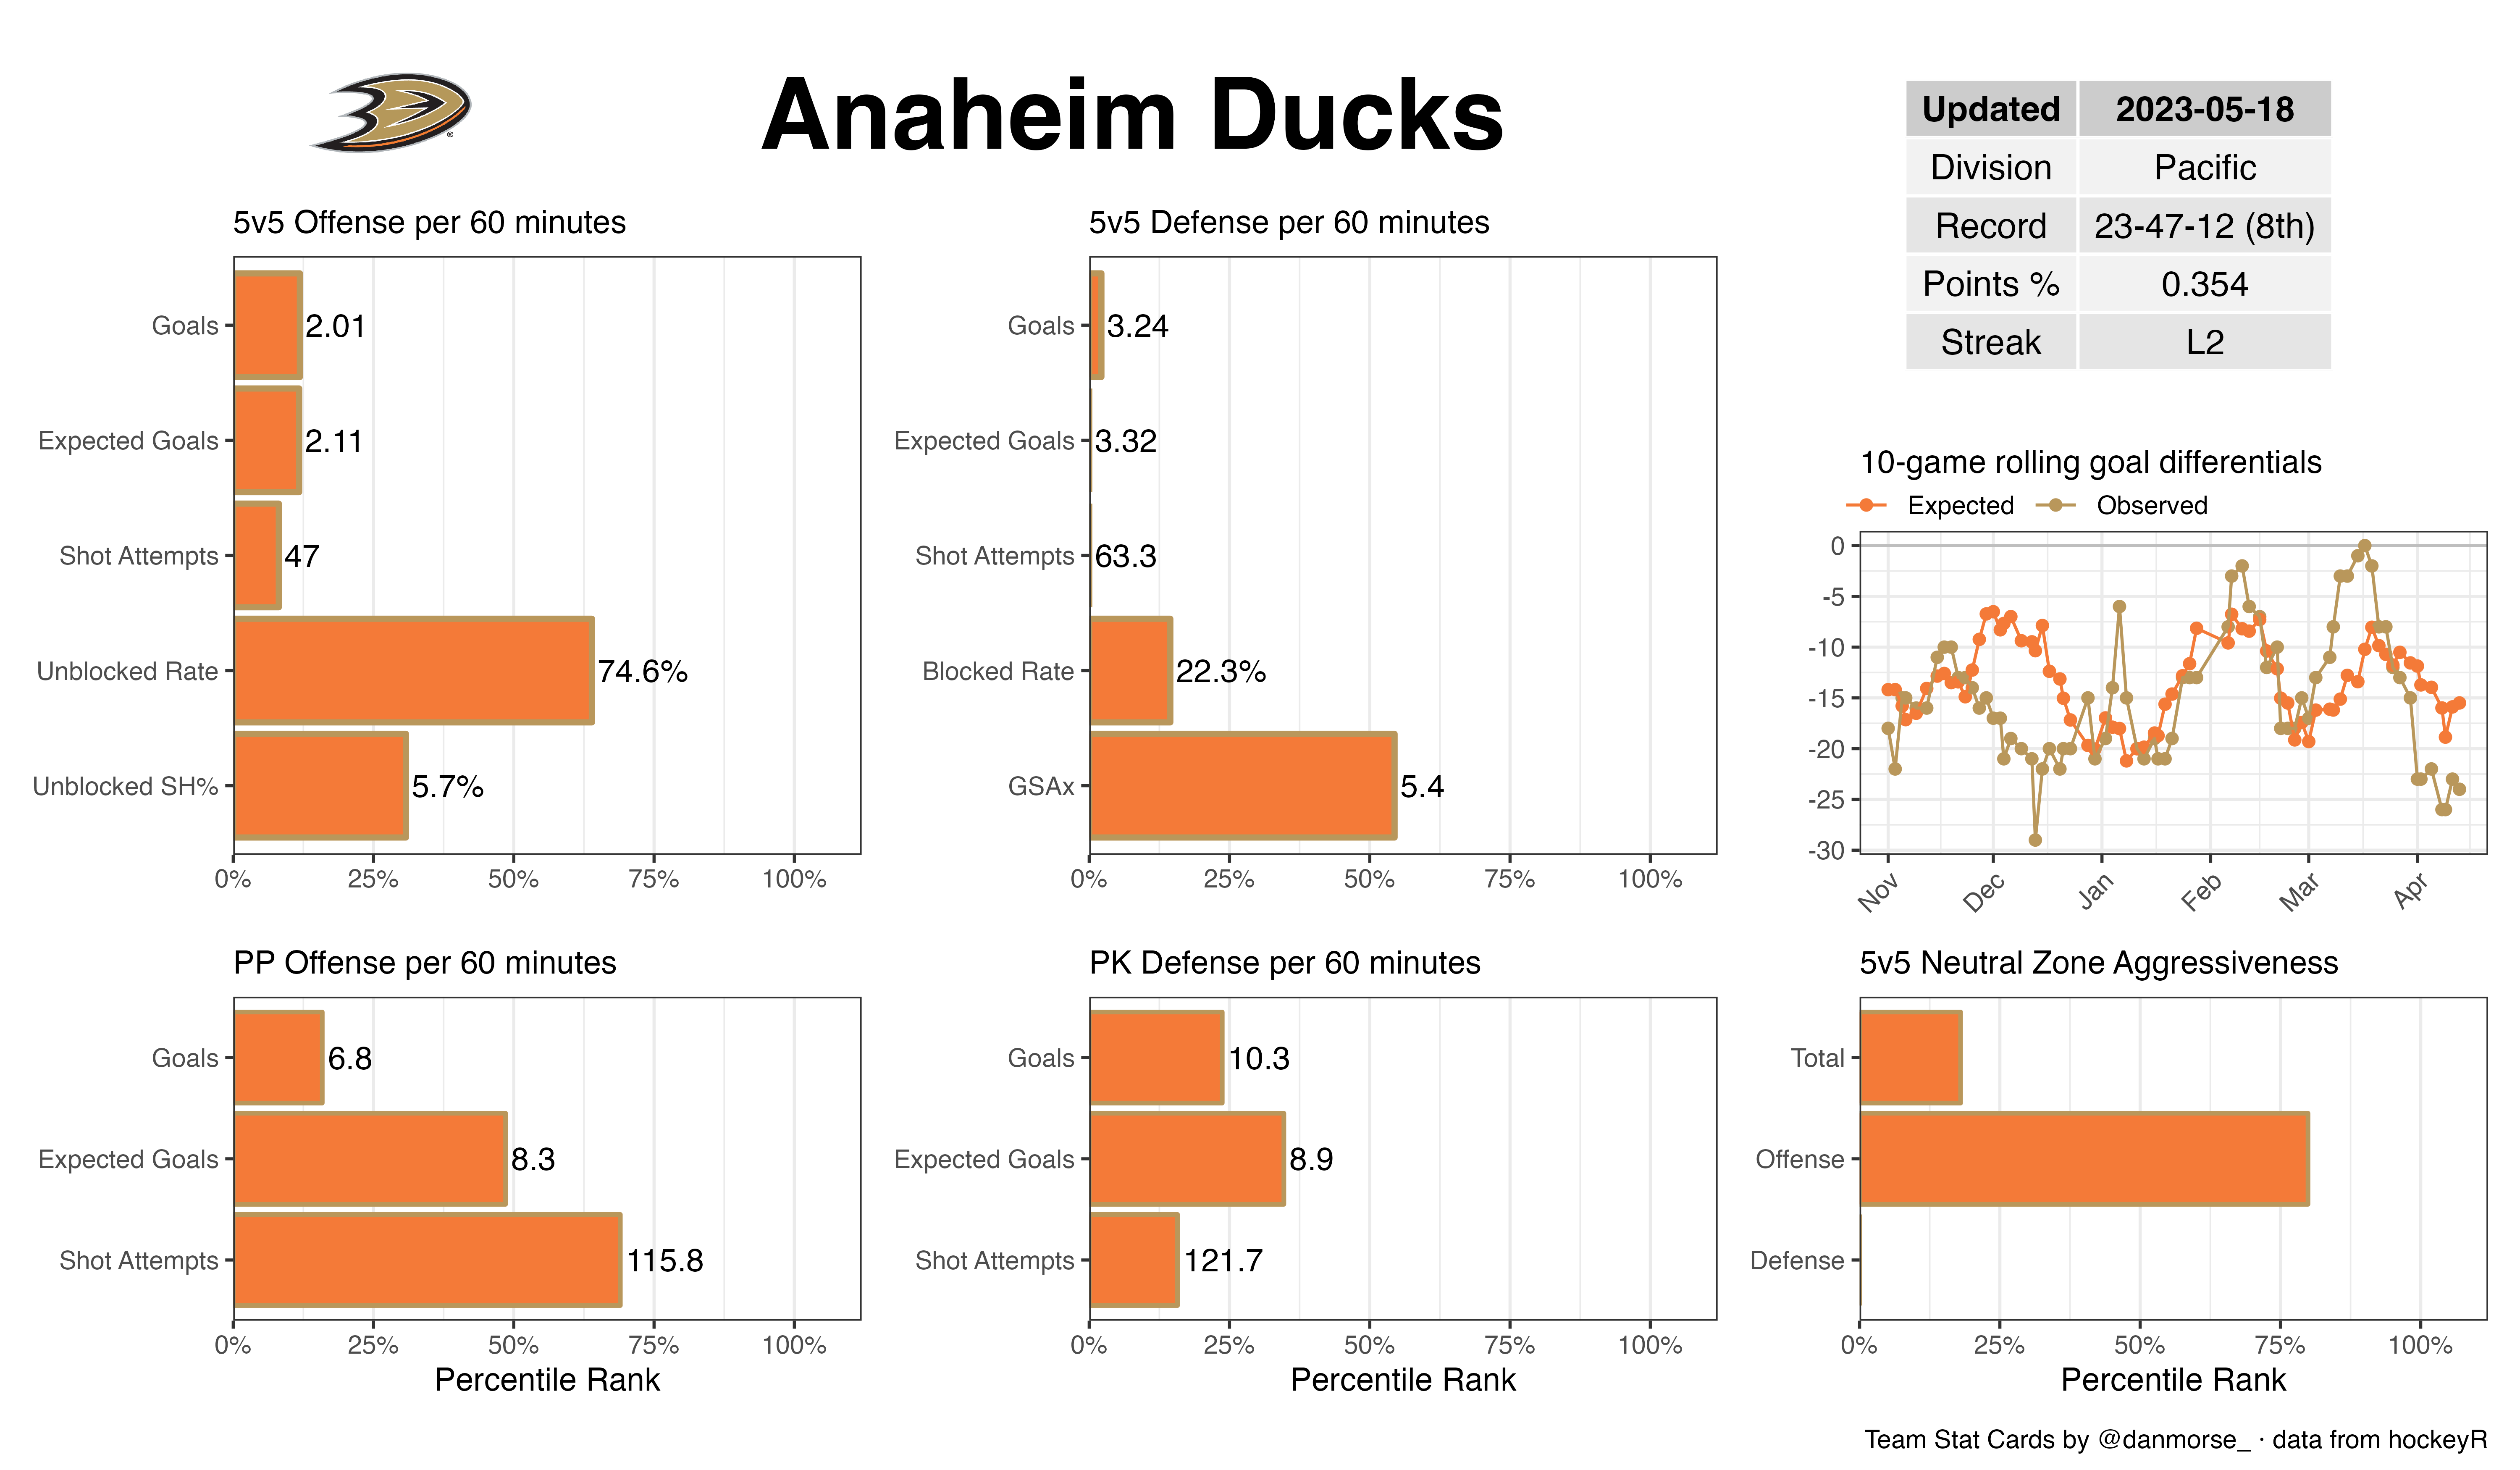 Anaheim Ducks
Updated 2023-05-18
Division Pacific
Record 23-47-12 (8th)
Points % 0.354
Streak L2
5v5 Offense per 60 minutes
Goals 2.01
Expected Goals 2.11
Shot Attempts 47
Unblocked Rate 74.6%
Unblocked SH% 5.7%
0% 25% 50% 75% 100%
5v5 Defense per 60 minutes
Goals 3.24
Expected Goals 3.32
Shot Attempts 63.3
Blocked Rate 22.3%
GSAx 5.4
0% 25% 50% 75% 100%
10-game rolling goal differentials
Expected Observed
0
-5
-10
-15
-20
-25
-30
Nov Dec Jan Feb Mar Apr
PP Offense per 60 minutes
Goals 6.8
Expected Goals 8.3
Shot Attempts 115.8
0% 25% 50% 75% 100%
Percentile Rank
PK Defense per 60 minutes
Goals 10.3
Expected Goals 8.9
Shot Attempts 121.7
0% 25% 50% 75% 100%
Percentile Rank
5v5 Neutral Zone Aggressiveness
Total
Offense
Defense
0% 25% 50% 75% 100%
Percentile Rank
Team Stat Cards by @danmorse_ · data from hockeyR